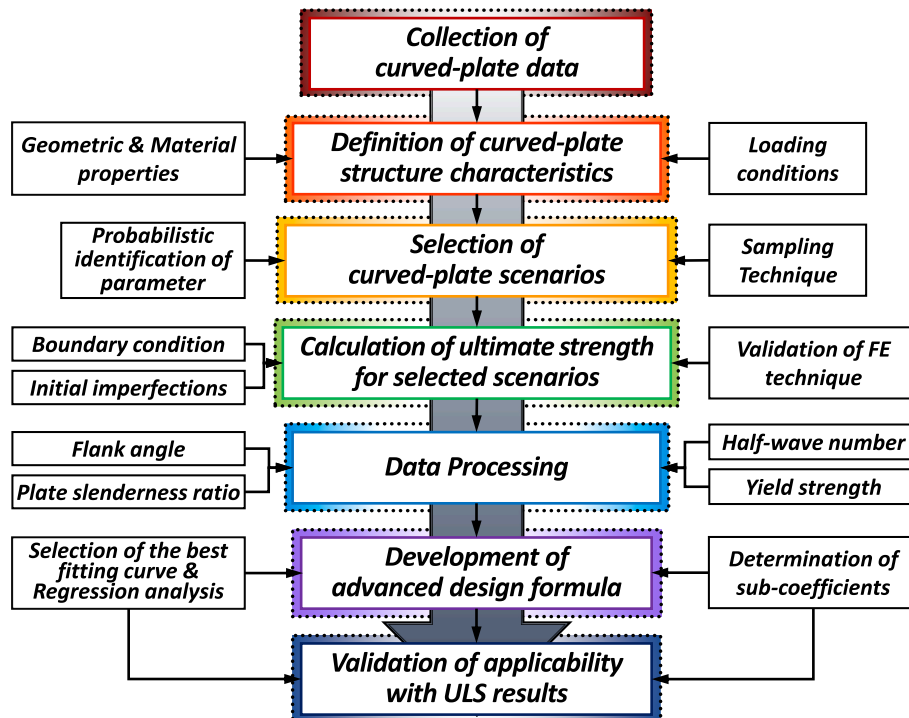 Collection of
curved-plate data
Geometric & Material
properties
Definition of curved-plate
structure characteristics
Loading
conditions
Probabilistic
identification of
parameter
Selection of
curved-plate scenarios
Sampling
Technique
Boundary condition
Initial imperfections
Calculation of ultimate strength
for selected scenarios
Validation of FE
technique
Flank angle
Plate slenderness ratio
Data Processing
Half-wave number
Yield strength
Selection of the best
fitting curve &
Regression analysis
Development of
advanced design formula
Determination of
sub-coefficients
Validation of applicability
with ULS results